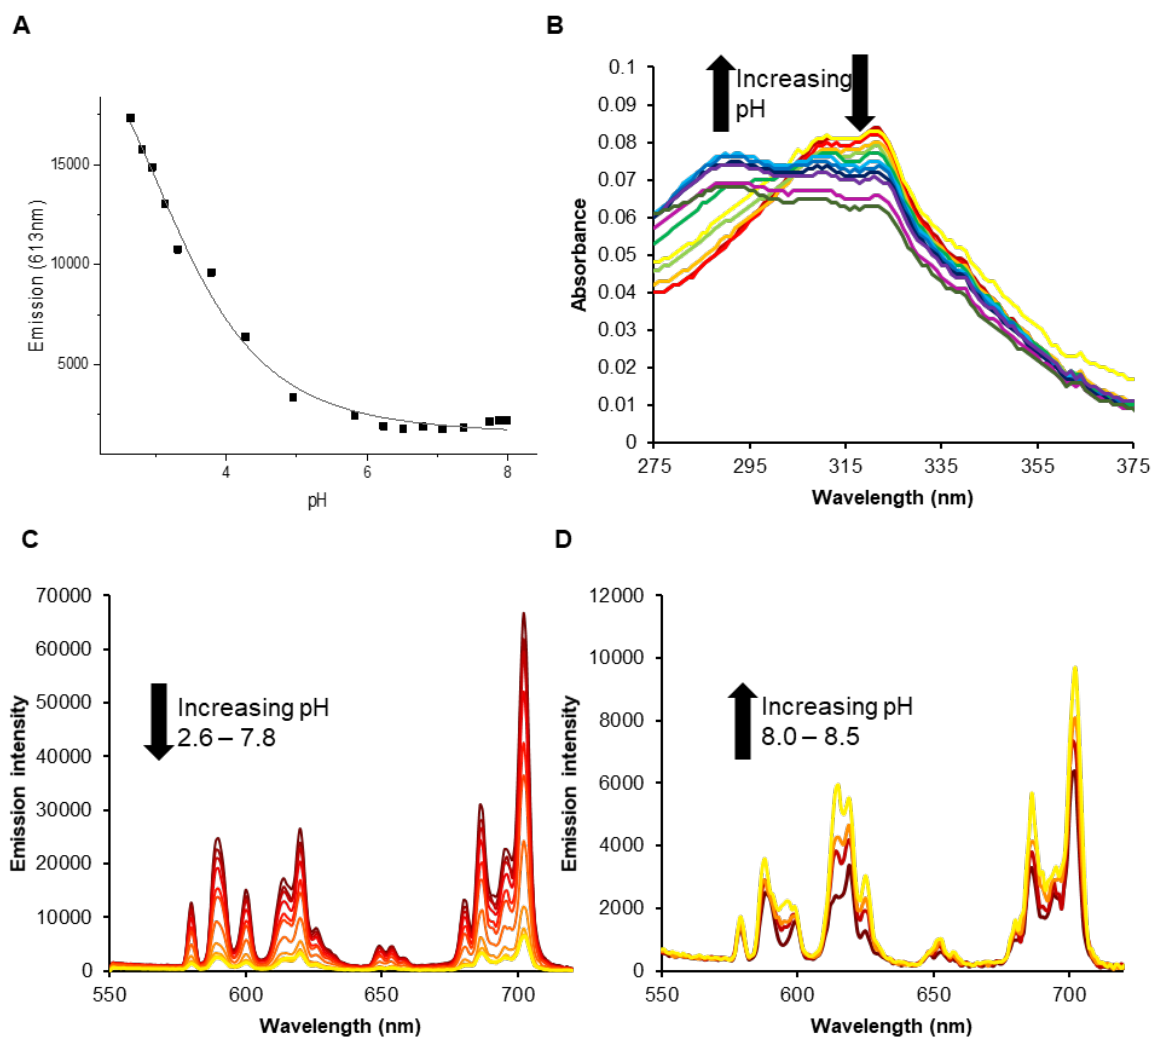 A
Emission (613nm)
15000
10000
5000
4
6
8
pH
B
Increasing
pH
Absorbance
0.1
0.09
0.08
0.07
0.06
0.05
0.04
0.03
0.02
0.01
0
275
295
315
335
355
375
Wavelength (nm)
C
Increasing pH
2.6 – 7.8
Emission intensity
70000
60000
50000
40000
30000
20000
10000
0
550
600
650
700
Wavelength (nm)
D
Increasing pH
8.0 – 8.5
Emission intensity
12000
10000
8000
6000
4000
2000
0
550
600
650
700
Wavelength (nm)